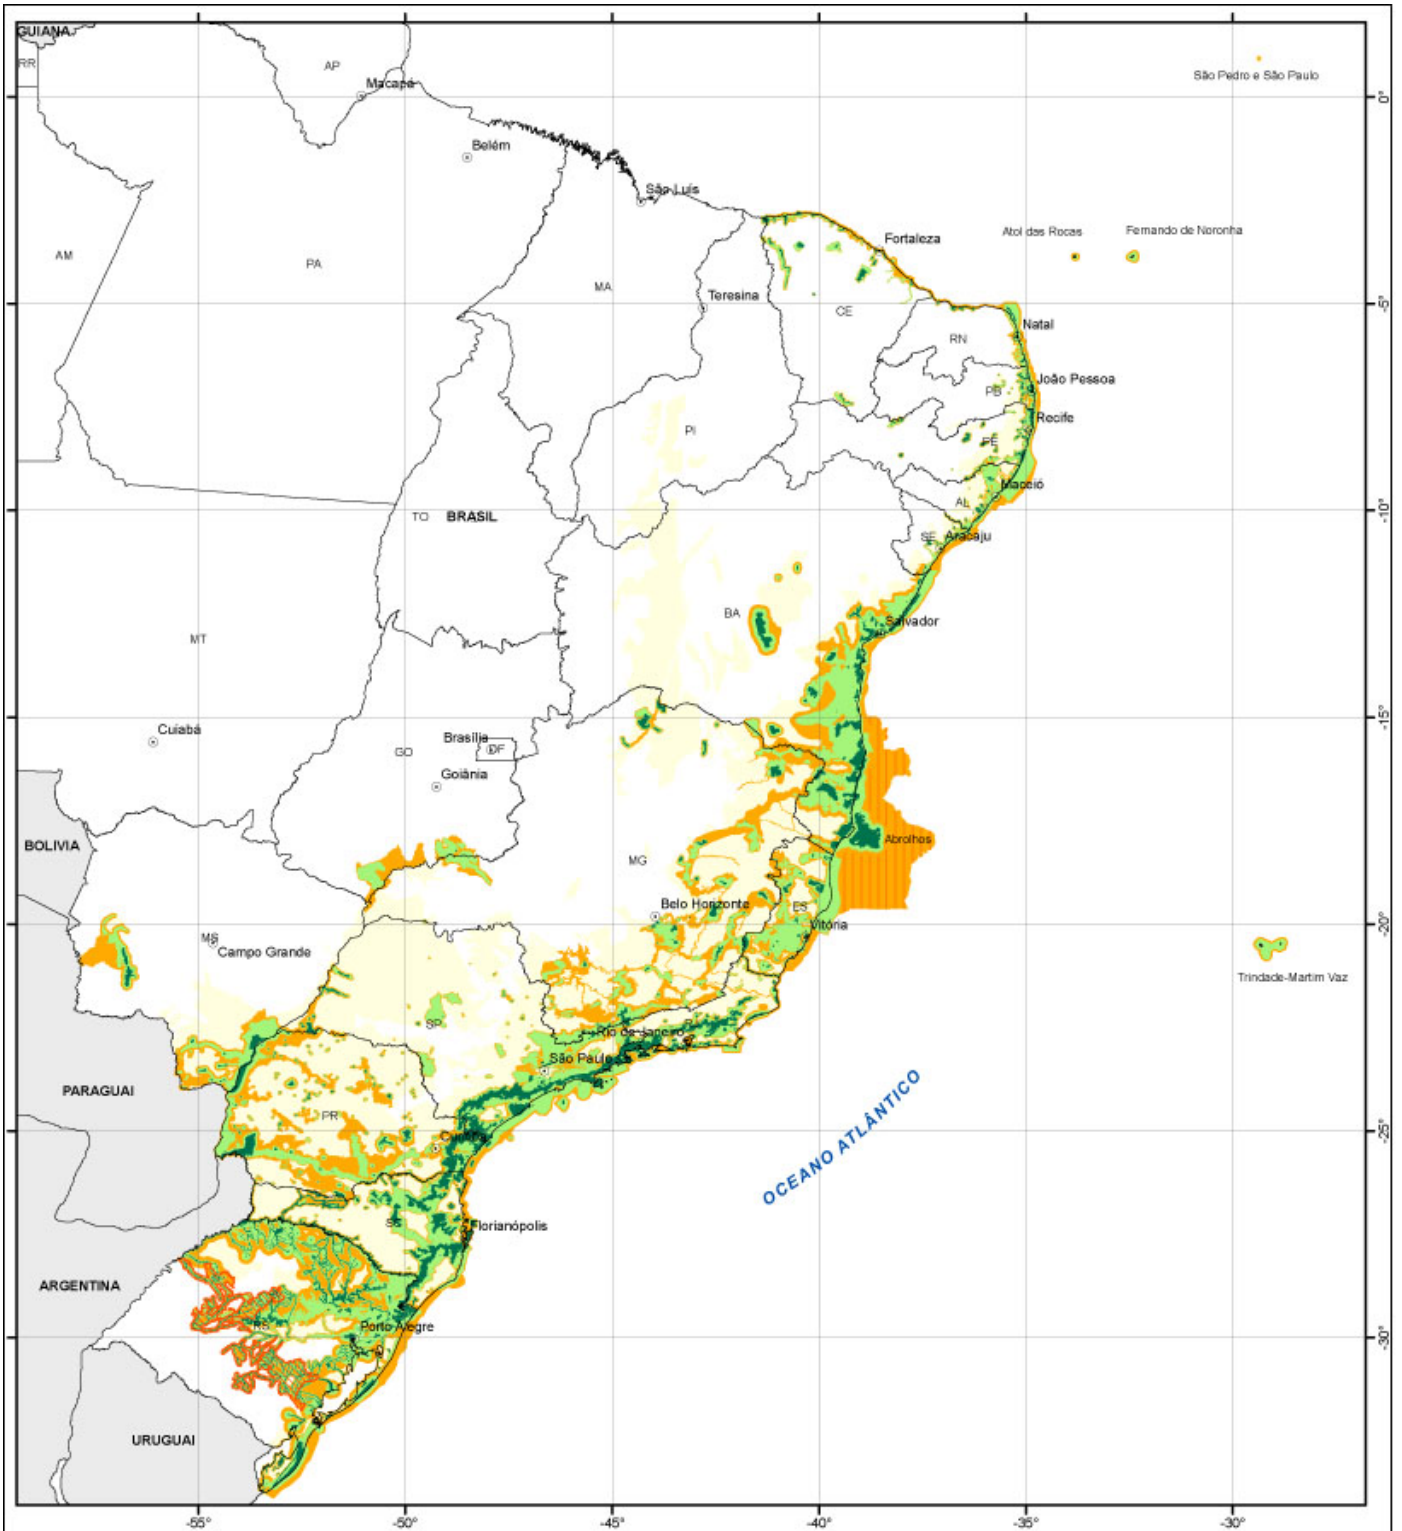 GUIANA
RR
AP
Macapá
São Pedro e São Paulo
0°
Belém
São Luís
Fortaleza
Atol das Rocas
Fernando de Noronha
AM
PA
MA
Teresina
CE
-5°
Natal
RN
João Pessoa
PB
Recife
PI
PE
Maceió
AL
-10°
TO
BRASIL
SE
Aracaju
BA
Salvador
MT
-15°
Cuiabá
Brasília
DF
GO
Goiânia
BOLIVIA
Abrolhos
MG
Belo Horizonte
ES
-20°
Vitória
MS
Campo Grande
Trindade-Martim Vaz
SP
Rio de Janeiro
RJ
São Paulo
PARAGUAI
OCEANO ATLÂNTICO
PR
-25°
Curitiba
SC
Florianópolis
ARGENTINA
RS
Porto Alegre
-30°
URUGUAI
-55°
-50°
-45°
-40°
-35°
-30°